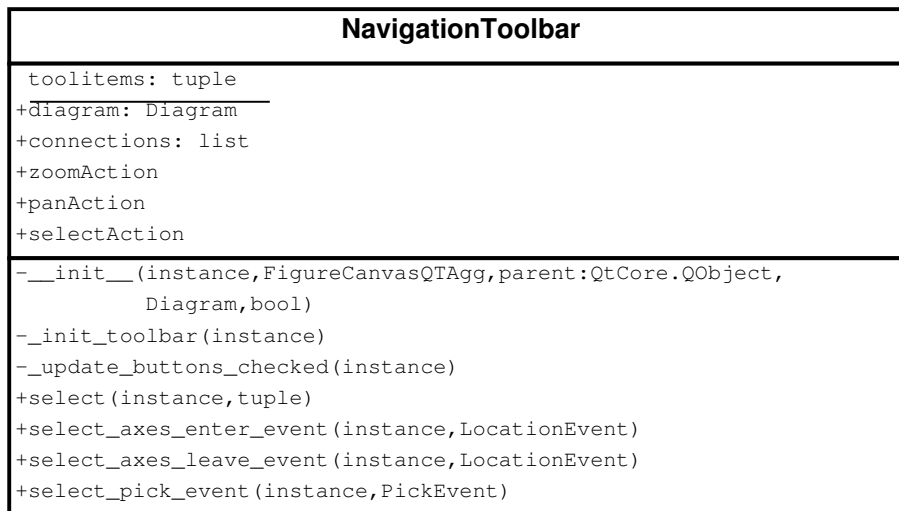 NavigationToolbar
toolitems: tuple
+diagram: Diagram
+connections: list
+zoomAction
+panAction
+selectAction
-__init__(instance,FigureCanvasQTAgg,parent:QtCore.QObject,
Diagram,bool)
-_init_toolbar(instance)
-_update_buttons_checked(instance)
+select(instance,tuple)
+select_axes_enter_event(instance,LocationEvent)
+select_axes_leave_event(instance,LocationEvent)
+select_pick_event(instance,PickEvent)